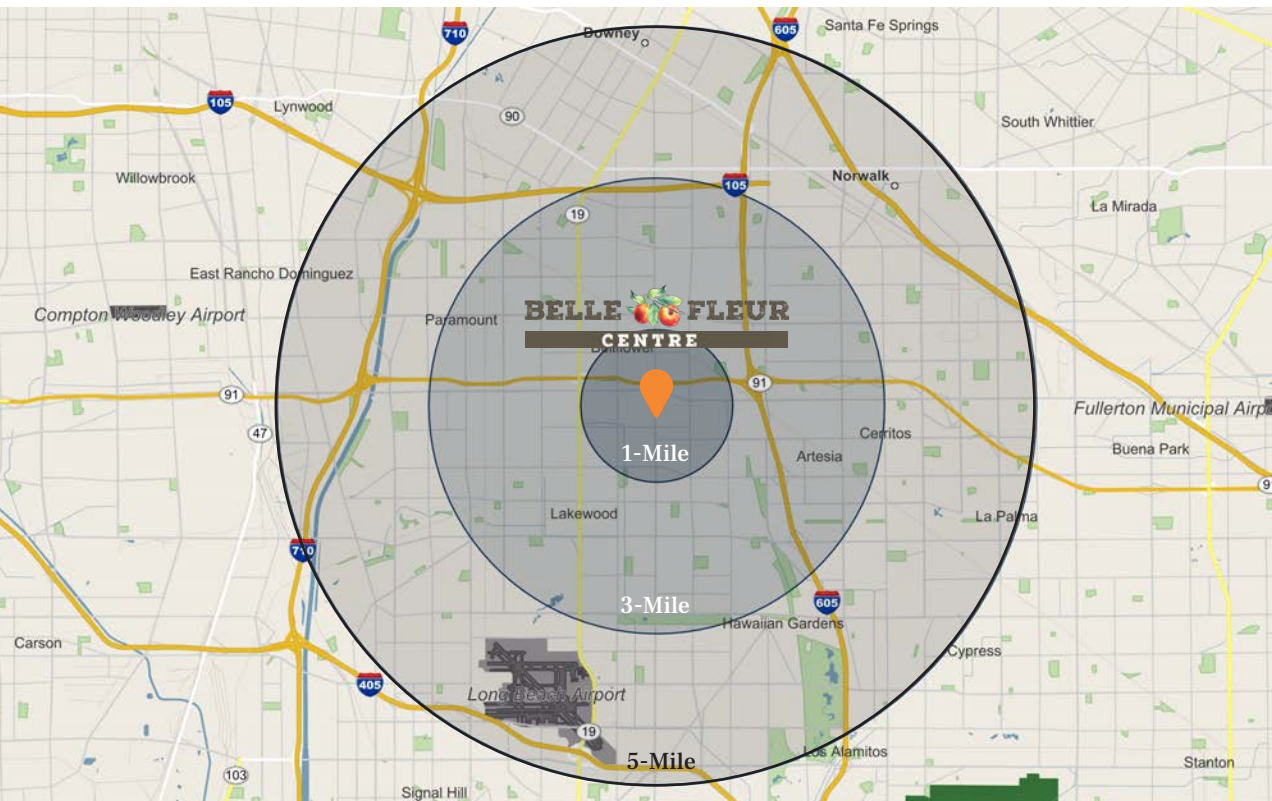 710
Downey
605
Santa Fe Springs
105
Lynwood
90
South Whittier
Willowbrook
105
Norwalk
La Mirada
19
East Rancho Dominguez
Compton Woodley Airport
Paramount
BELLE FLEUR
CENTRE
Bellflower
91
91
Fullerton Municipal Airp
47
Cerritos
Buena Park
1-Mile
Artesia
9
Lakewood
La Palma
710
3-Mile
605
Hawaiian Gardens
Carson
Cypress
405
Long Beach Airport
19
Los Alamitos
5-Mile
Stanton
103
Signal Hill